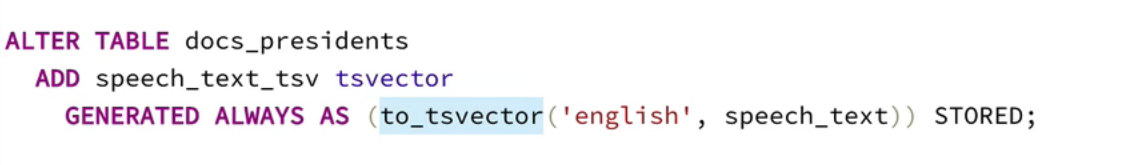 ALTER TABLE docs_presidents
ADD speech_text_tsv tsvector
GENERATED ALWAYS AS (to_tsvector('english', speech_text)) STORED;